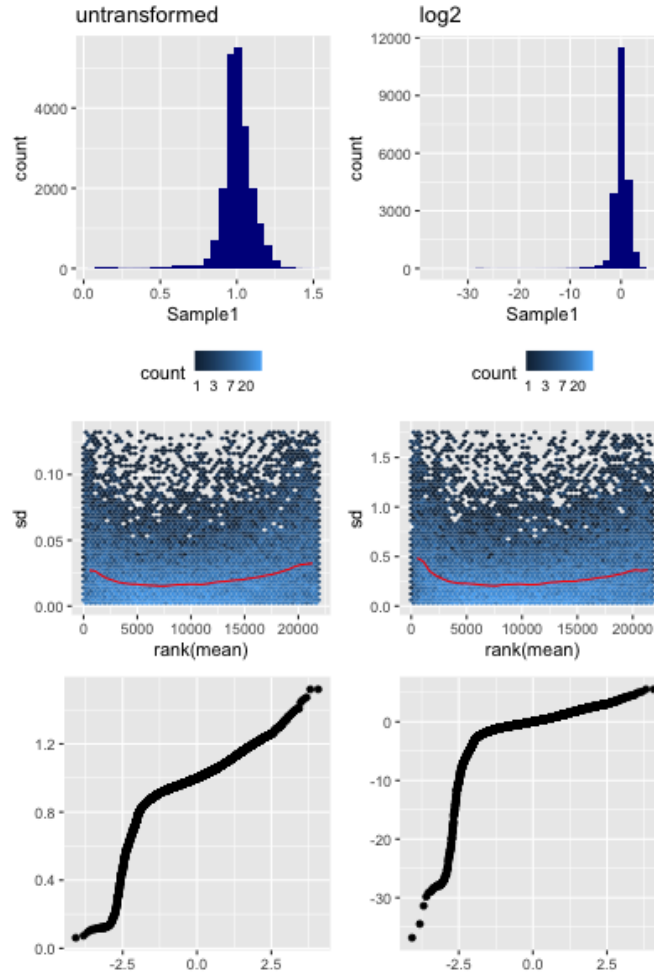 untransformed
log2
4000
2000
0
count
0.0 0.5 1.0 1.5
Sample1
12000
9000
6000
3000
0
count
-30 -20 -10 0
Sample1
count
1 3 7 20
count
1 3 7 20
0.10
0.05
0.00
sd
0 5000 10000 15000 20000
rank(mean)
1.5
1.0
0.5
0.0
sd
0 5000 10000 15000 20000
rank(mean)
1.2
0.8
0.4
0.0
-2.5 0.0 2.5
0
-10
-20
-30
-2.5 0.0 2.5